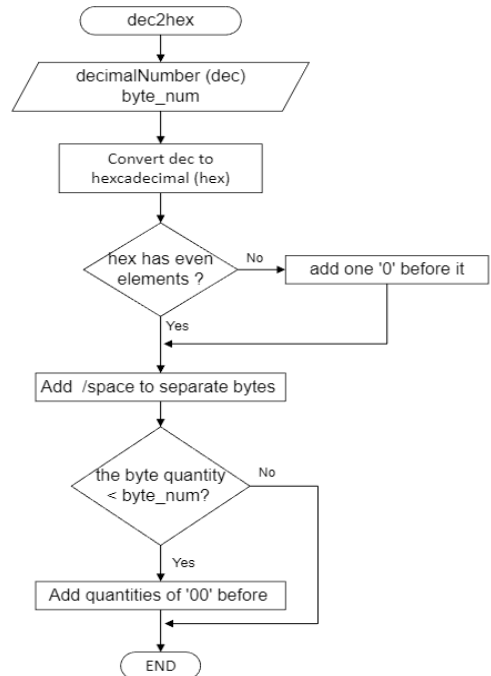 dec2hex
decimalNumber (dec)
byte_num
Convert dec to
hexcadecimal (hex)
hex has even
elements ?
No
add one '0' before it
Yes
Add  /space to separate bytes
the byte quantity
< byte_num?
No
Yes
Add quantities of '00' before
END